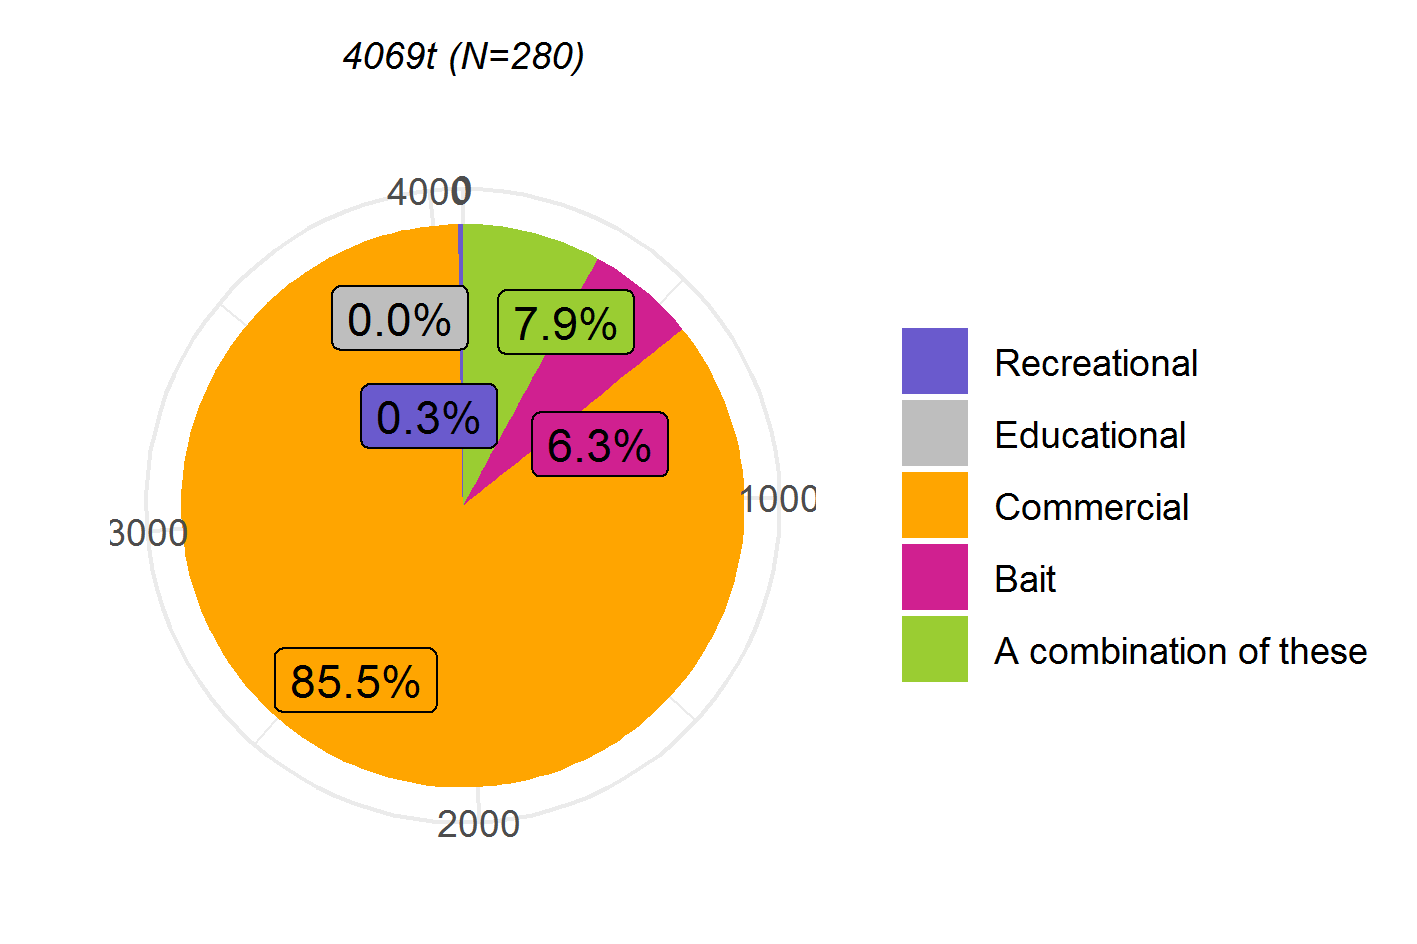 4069t (N=280)
4000
0
0.0%
7.9%
0.3%
6.3%
1000
3000
85.5%
2000
Recreational
Educational
Commercial
Bait
A combination of these